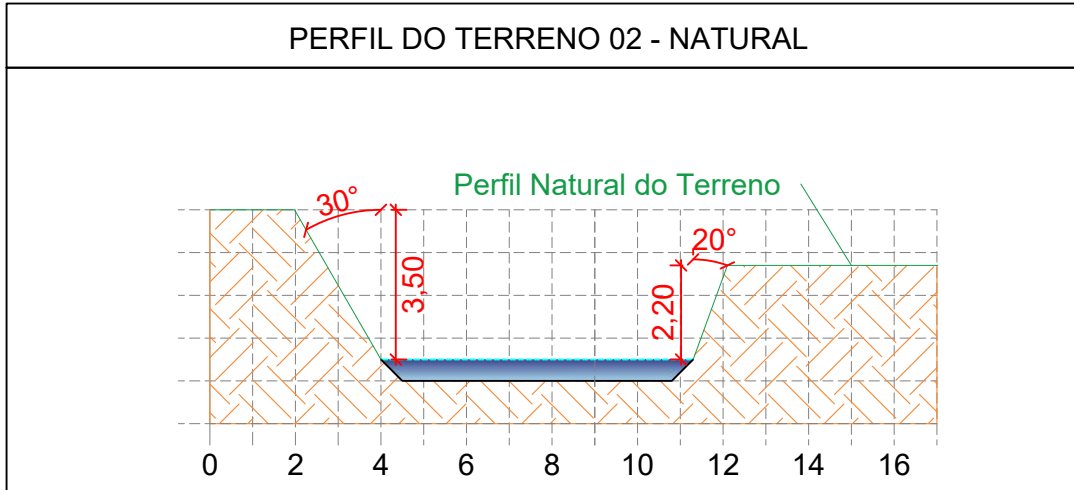 PERFIL DO TERRENO 02 - NATURAL
Perfil Natural do Terreno
30°
20°
3,50
2,20
0 2 4 6 8 10 12 14 16